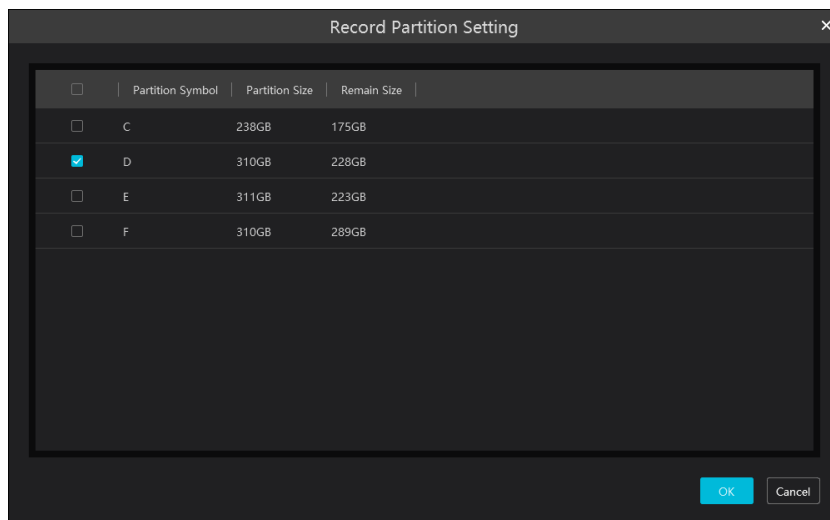 Record Partition Setting
Partition Symbol Partition Size Remain Size
C 238GB 175GB
D 310GB 228GB
E 311GB 223GB
F 310GB 289GB
OK Cancel